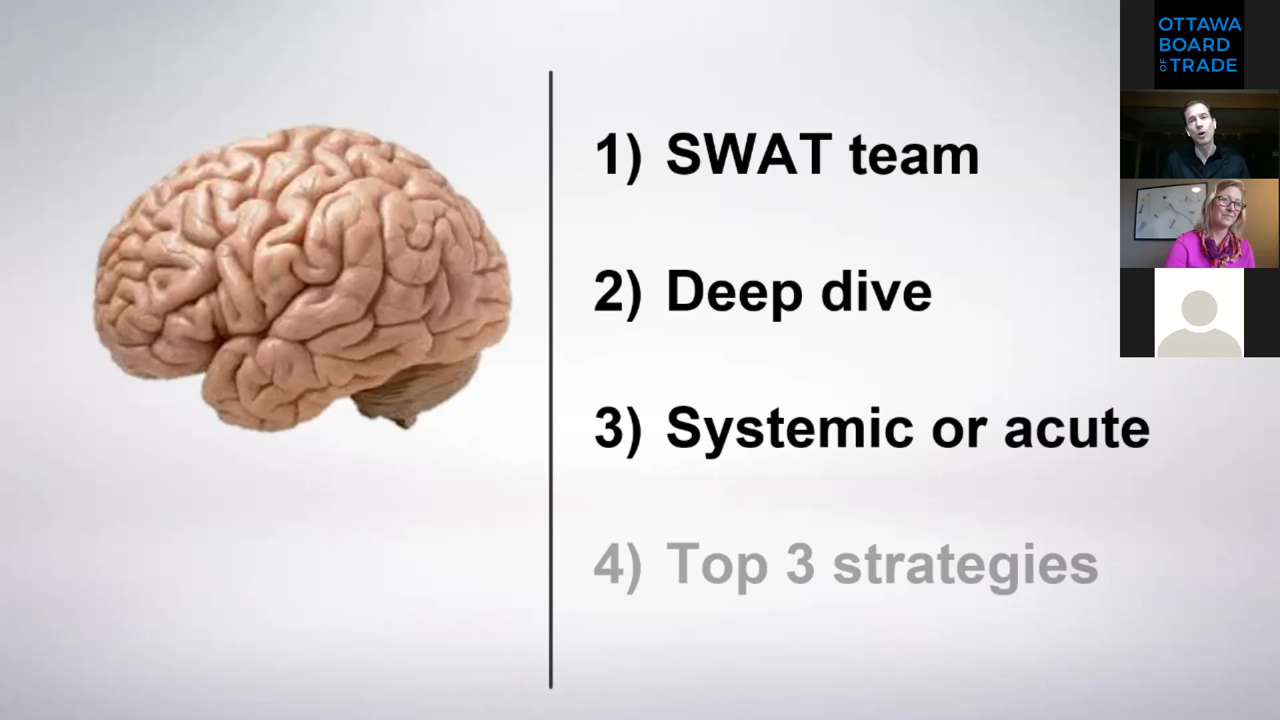 1) SWAT team
2) Deep dive
3) Systemic or acute
4) Top 3 strategies
OTTAWA
BOARD
OF TRADE